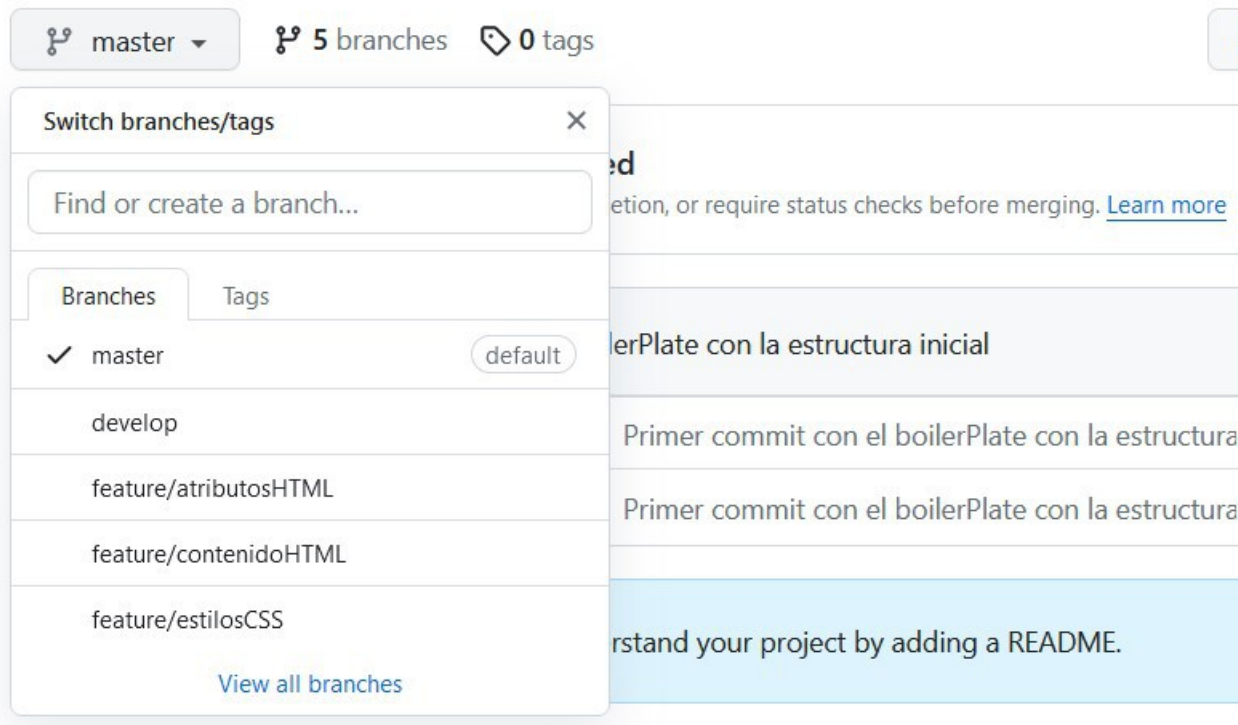 master
5 branches
0 tags
Switch branches/tags
Find or create a branch...
Branches Tags
master default
develop
feature/atributosHTML
feature/contenidoHTML
feature/estilosCSS
View all branches
ed
etion, or require status checks before merging. Learn more
lerPlate con la estructura inicial
Primer commit con el boilerPlate con la estructura
Primer commit con el boilerPlate con la estructura
rstand your project by adding a README.